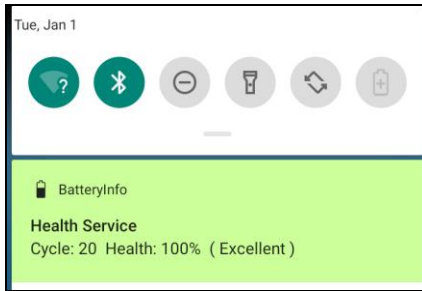 Tue, Jan 1
?
BatteryInfo
Health Service
Cycle: 20 Health: 100% ( Excellent )